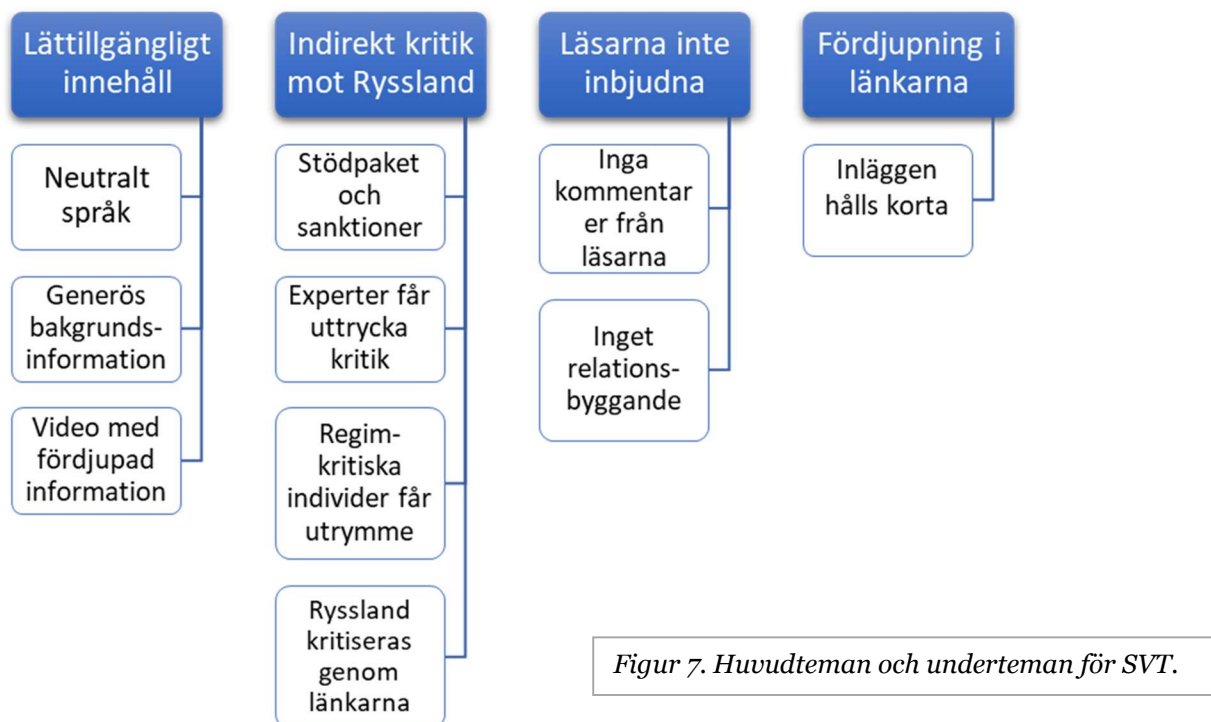 Lättillgängligt
innehåll
Neutralt
språk
Generös
bakgrunds-
information
Video med
fördjupad
information
Indirekt kritik
mot Ryssland
Stödpaket
och
sanktioner
Experter får
uttrycka
kritik
Regim-
kritiska
individer får
utrymme
Ryssland
kritiseras
genom
länkarna
Läsarna inte
inbjudna
Inga
kommentar
er från
läsarna
Inget
relations-
byggande
Fördjupning i
länkarna
Inläggen
hålls korta
Figur 7. Huvudteman och underteman för SVT.